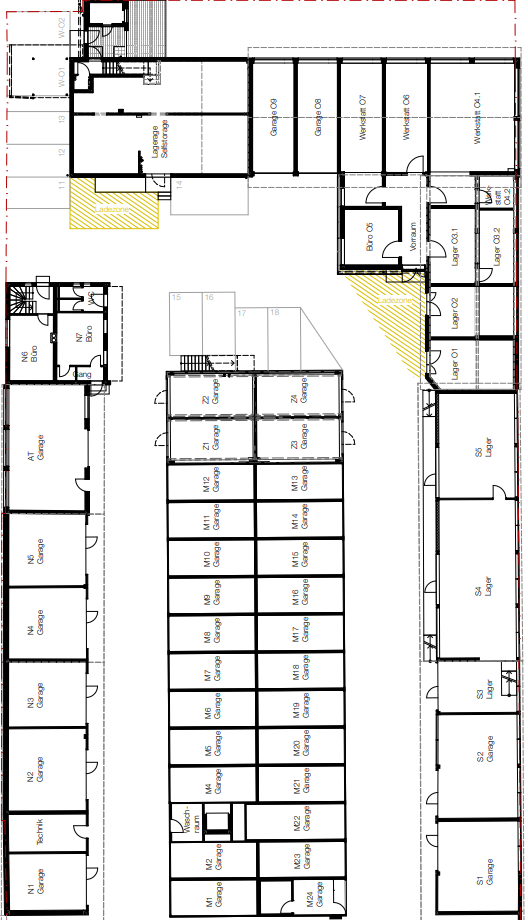 W-O2
W-O1
13
12
11
14
Lagerage
Selfstorage
Ladezone
Garage O9
Garage O8
Werkstatt O7
Werkstatt O6
Werkstatt O4.1
Werk-
statt
O4.2
Büro O5
Vorraum
Lager O3.1
Lager O3.2
Ladezone
Lager O2
Lager O1
N6
Büro
N7
Büro
WC
Gang
15
16
17
18
AT
Garage
N5
Garage
N4
Garage
N3
Garage
N2
Garage
Technik
N1
Garage
Z2
Garage
Z4
Garage
Z1
Garage
Z3
Garage
M12
Garage
M13
Garage
M11
Garage
M14
Garage
M10
Garage
M15
Garage
M9
Garage
M16
Garage
M8
Garage
M17
Garage
M7
Garage
M18
Garage
M6
Garage
M19
Garage
M5
Garage
M20
Garage
M4
Garage
M21
Garage
Wasch-
raum
M22
Garage
M2
Garage
M23
Garage
M1
Garage
M24
Garage
S5
Lager
S4
Lager
S3
Lager
S2
Garage
S1
Garage